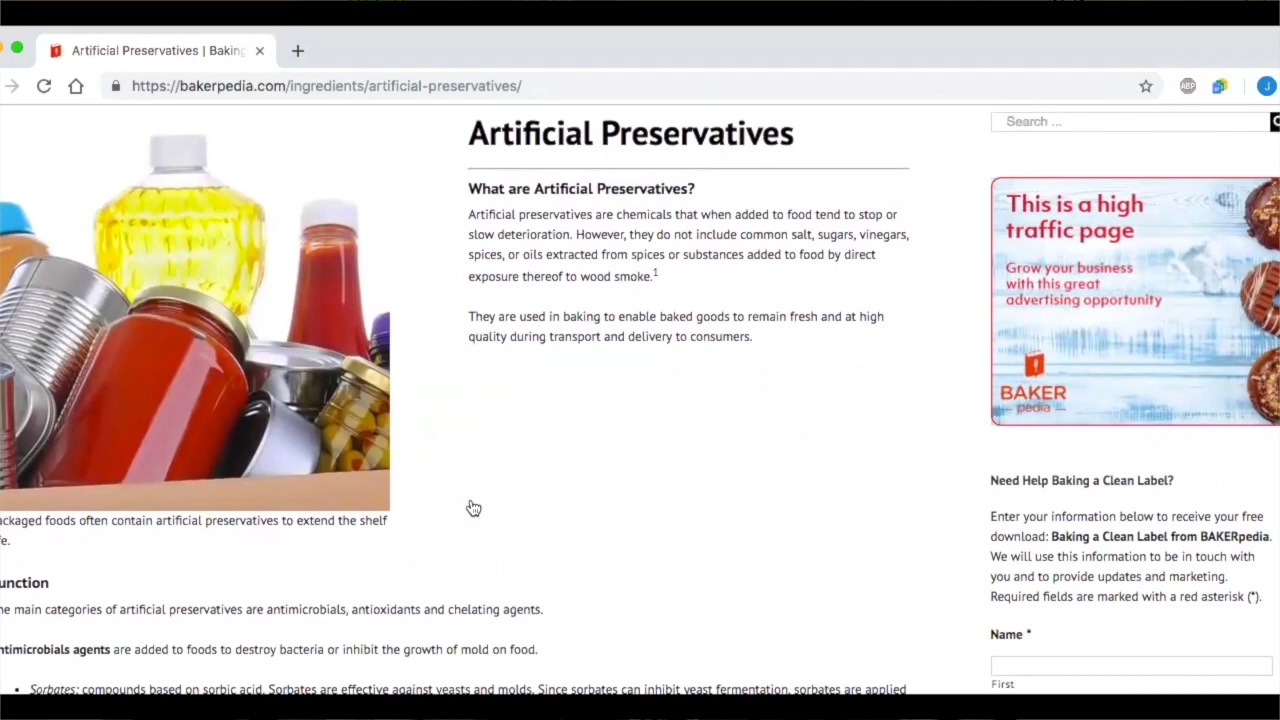 Artificial Preservatives | Baking
https://bakerpedia.com/ingredients/artificial-preservatives/
ABP
J
Artificial Preservatives
What are Artificial Preservatives?
Artificial preservatives are chemicals that when added to food tend to stop or
slow deterioration. However, they do not include common salt, sugars, vinegars,
spices, or oils extracted from spices or substances added to food by direct
exposure thereof to wood smoke.1
They are used in baking to enable baked goods to remain fresh and at high
quality during transport and delivery to consumers.
ackaged foods often contain artificial preservatives to extend the shelf
fe.
unction
he main categories of artificial preservatives are antimicrobials, antioxidants and chelating agents.
ntimicrobials agents are added to foods to destroy bacteria or inhibit the growth of mold on food.
• Sorbates: compounds based on sorbic acid. Sorbates are effective against yeasts and molds. Since sorbates can inhibit yeast fermentation, sorbates are applied
Search ...
This is a high
traffic page
Grow your business
with this great
advertising opportunity
BAKER
pedia
Need Help Baking a Clean Label?
Enter your information below to receive your free
download: Baking a Clean Label from BAKERpedia.
We will use this information to be in touch with
you and to provide updates and marketing.
Required fields are marked with a red asterisk (*).
Name *
First